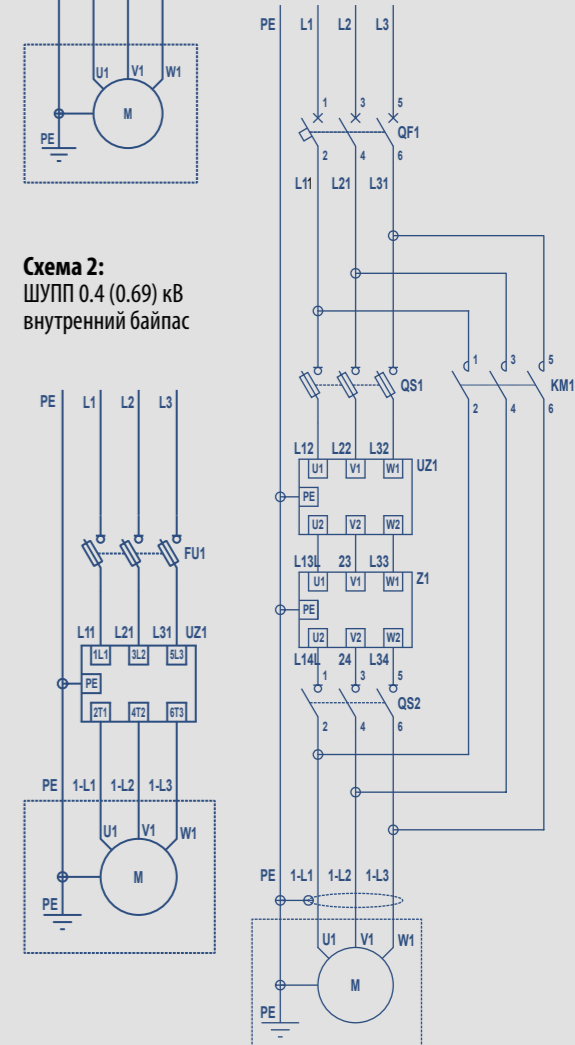 U1 V1 W1
M
PE
Схема 2:
ШУПП 0.4 (0.69) кВ
внутренний байпас
PE L1 L2 L3
FU1
L11 L21 L31 UZ1
1L1 3L2 5L3
PE
2T1 4T2 6T3
PE 1-L1 1-L2 1-L3
U1 V1 W1
M
PE
PE L1 L2 L3
1 3 5
QF1
2 4 6
L11 L21 L31
1 3 5
QS1 KM1
2 4 6
L12 L22 L32 UZ1
U1 V1 W1
PE
U2 V2 W2
L13L 23 L33 Z1
U1 V1 W1
PE
U2 V2 W2
L14L 24 L34
1 3 5
QS2
2 4 6
PE 1-L1 1-L2 1-L3
U1 V1 W1
M
PE